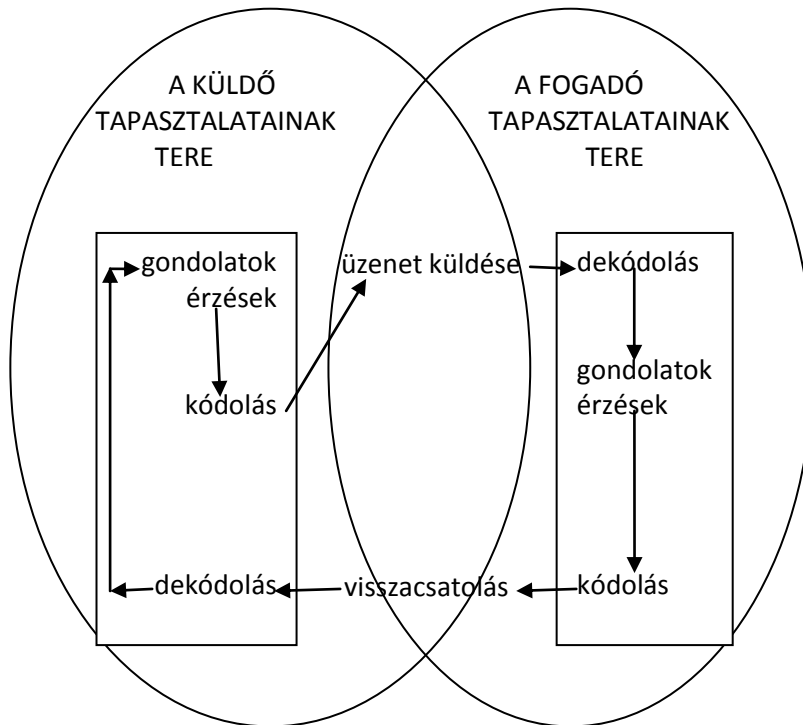 A KÜLDŐ
TAPASZTALATAINAK
TERE
A FOGADÓ
TAPASZTALATAINAK
TERE
gondolatok
érzések
kódolás
üzenet küldése
dekódolás
gondolatok
érzések
kódolás
visszacsatolás
dekódolás